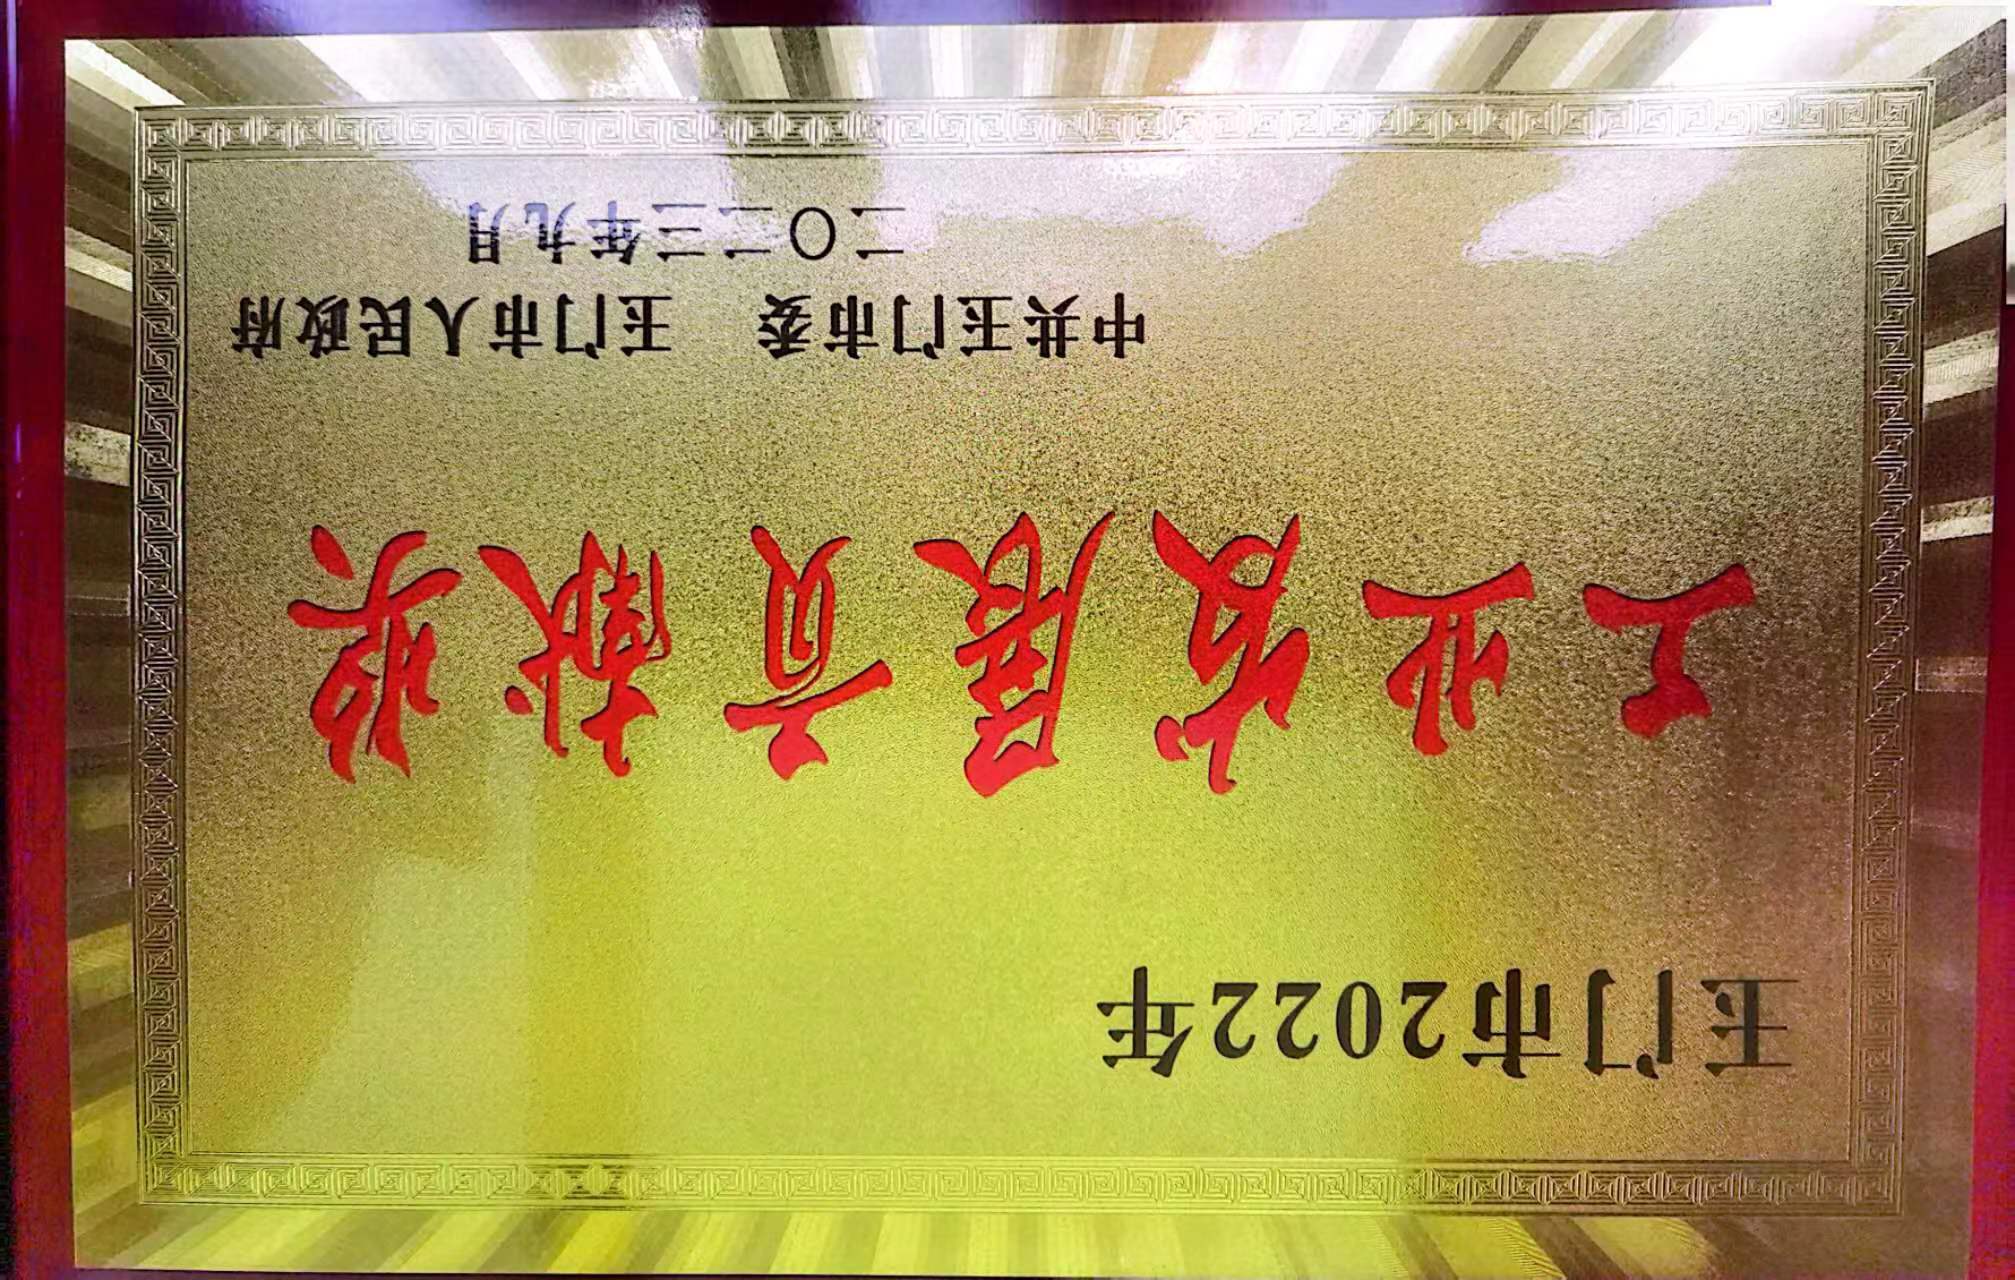 玉门市2022年
工业发展贡献奖
中共玉门市委 玉门市人民政府
二〇二三年九月